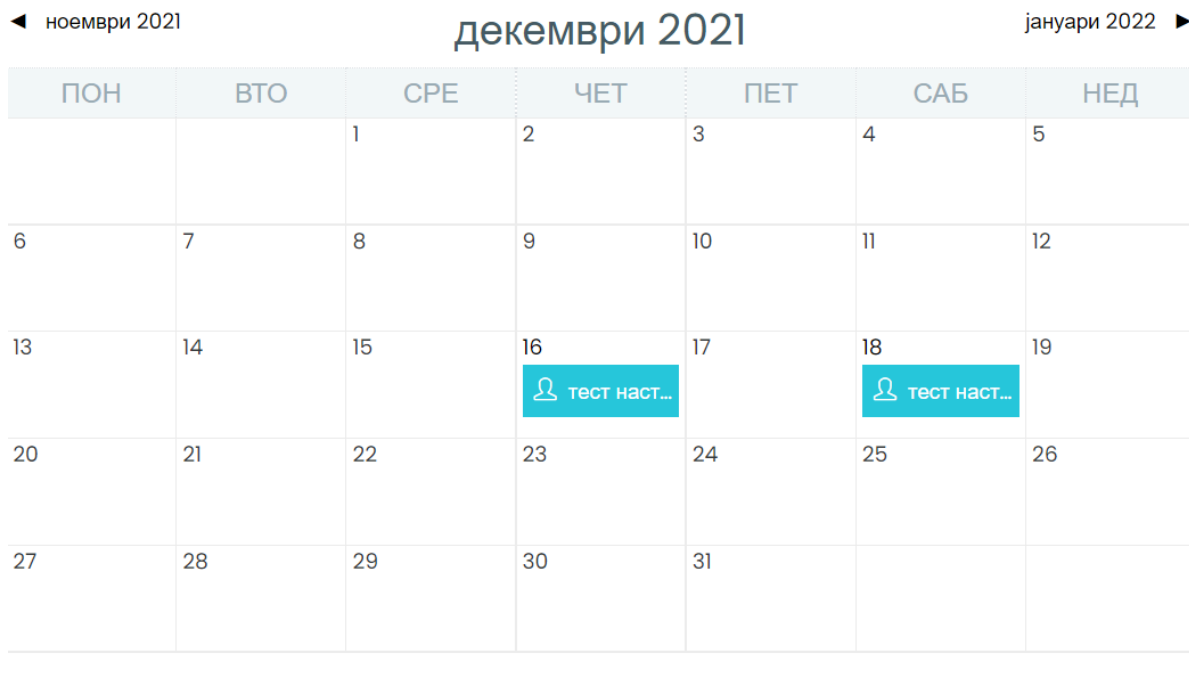 ◄ ноември 2021 декември 2021 јануари 2022 ►
ПОН ВТО СРЕ ЧЕТ ПЕТ САБ НЕД
1 2 3 4 5
6 7 8 9 10 11 12
13 14 15 16 17 18 19
тест наст... тест наст...
20 21 22 23 24 25 26
27 28 29 30 31